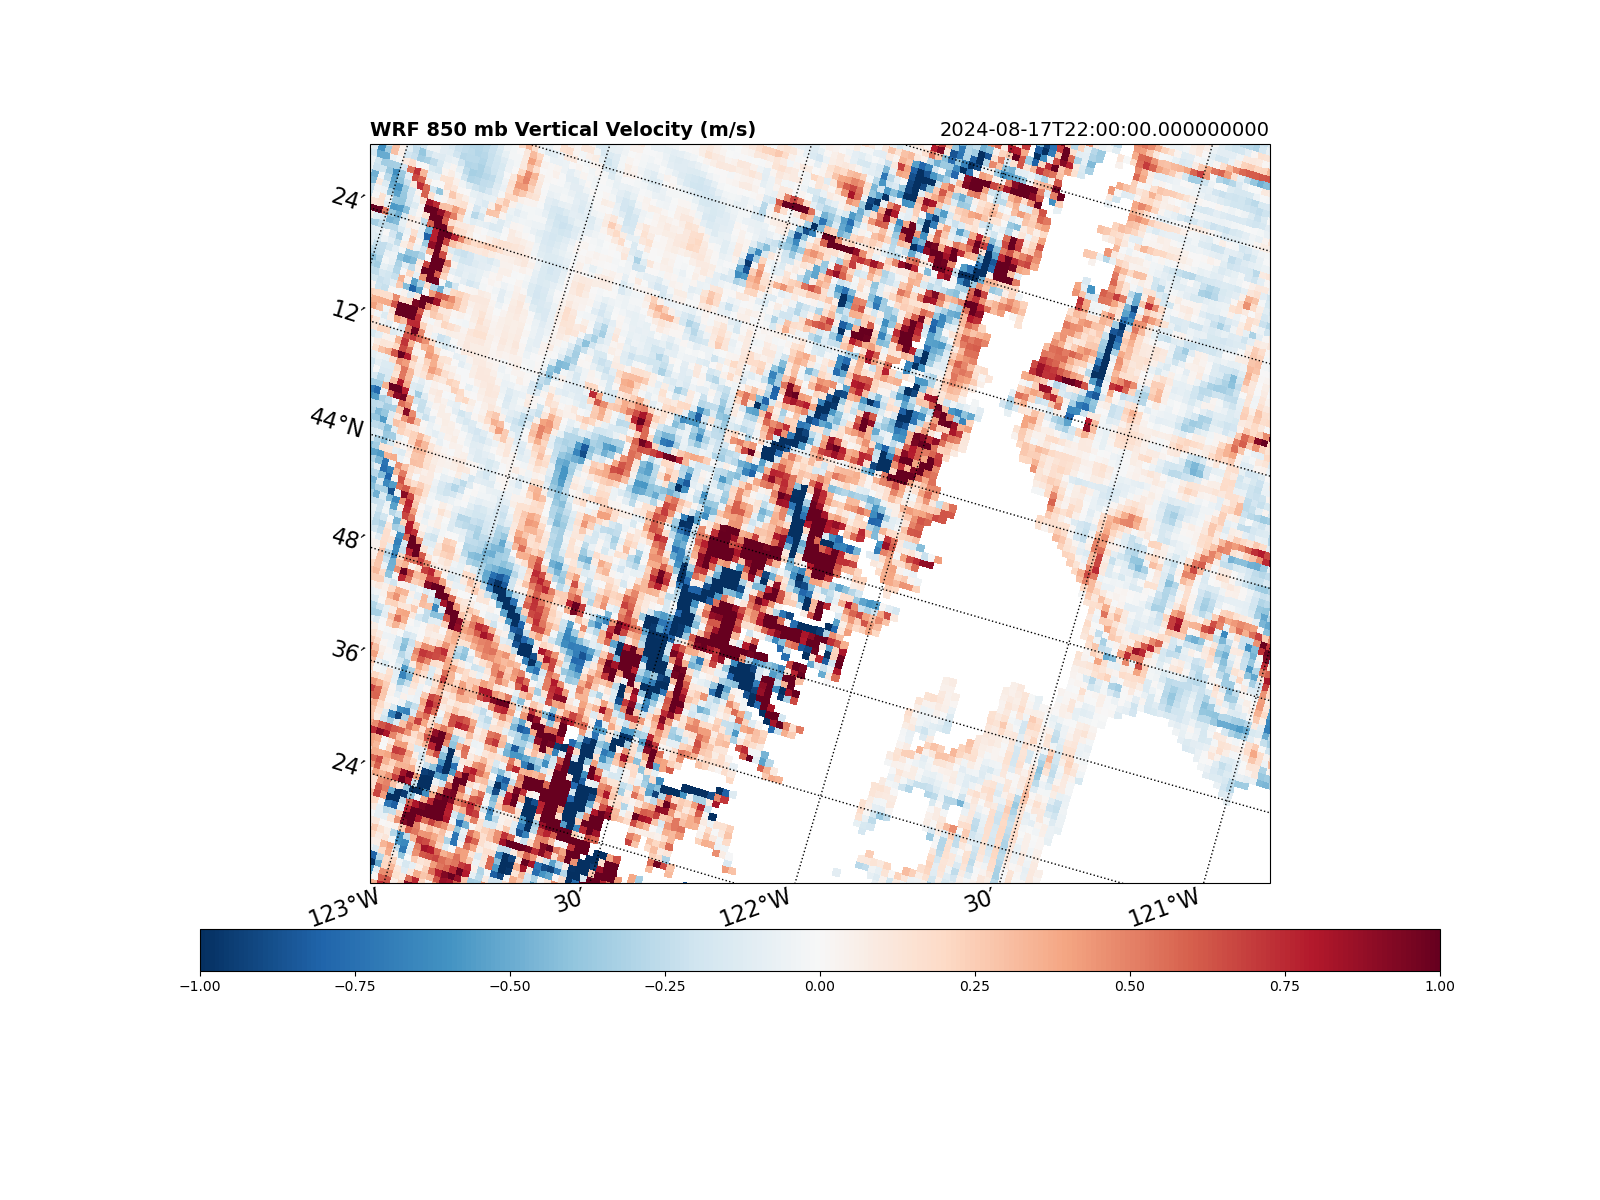 WRF 850 mb Vertical Velocity (m/s) 2024-08-17T22:00:00.000000000
24′
12′
44°N
48′
36′
24′
123°W 30′ 122°W 30′ 121°W
−1.00 −0.75 −0.50 −0.25 0.00 0.25 0.50 0.75 1.00